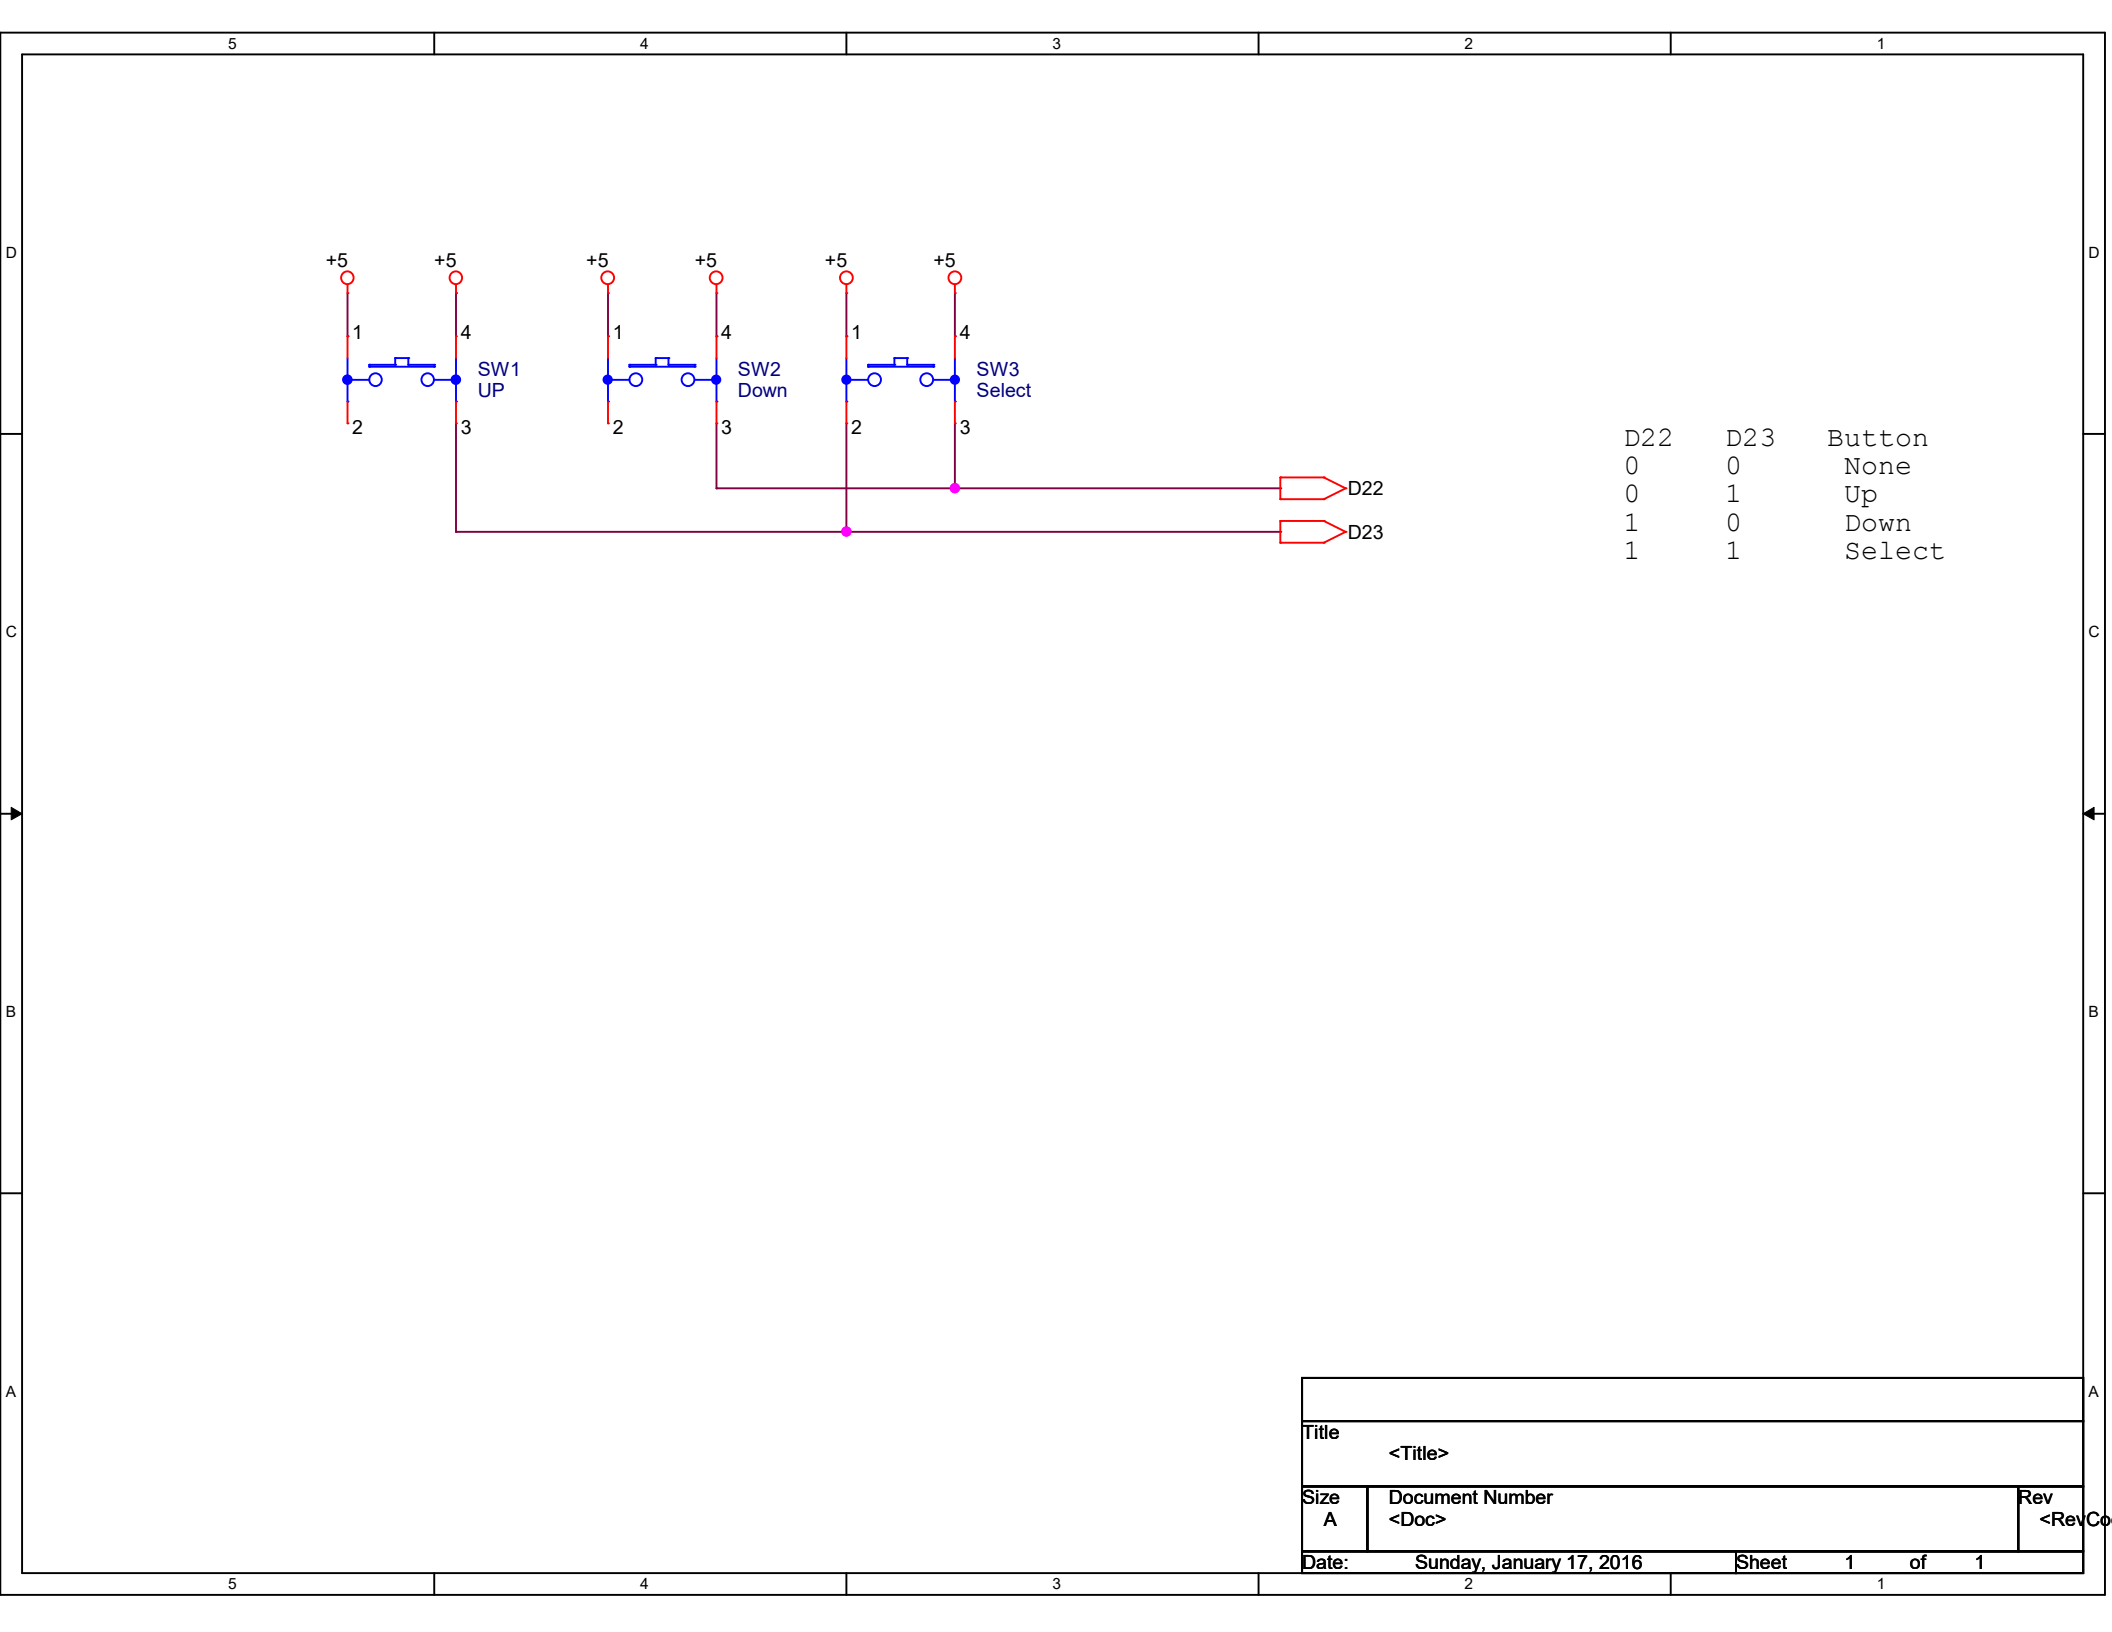 5 4 3 2 1
D D
+5 +5 +5 +5 +5 +5
1 4 1 4 1 4
SW1 SW2 SW3
UP Down Select
2 3 2 3 2 3
D22 D23 Button
0 0 None
0 1 Up
1 0 Down
1 1 Select
D22
D23
C C
B B
A A
Title
<Title>
Size Document Number Rev
A <Doc> <RevCo
Date: Sunday, January 17, 2016 Sheet 1 of 1
5 4 3 2 1